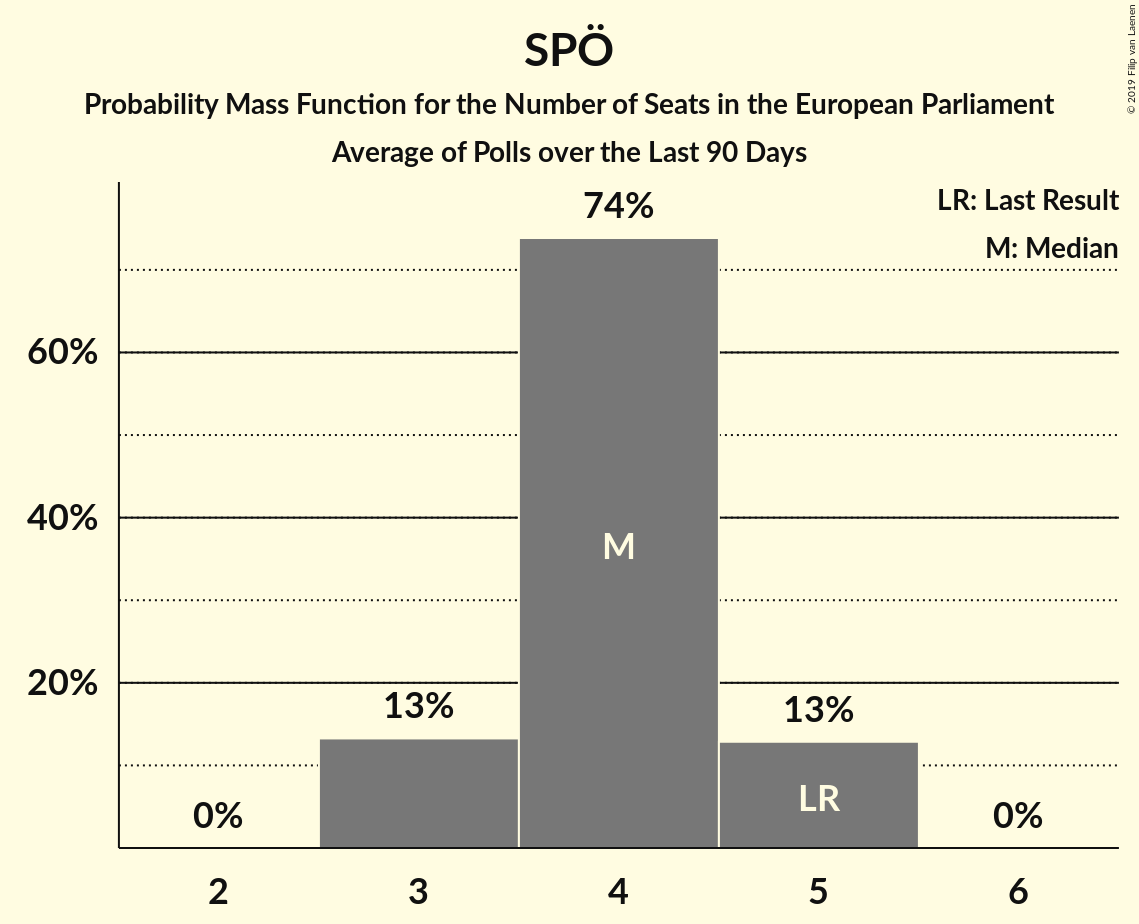 SPÖ
Probability Mass Function for the Number of Seats in the European Parliament
Average of Polls over the Last 90 Days
© 2019 Filip van Laenen
LR: Last Result
M: Median
74%
60%
40%
20%
M
13%
13%
LR
0%
0%
2
3
4
5
6